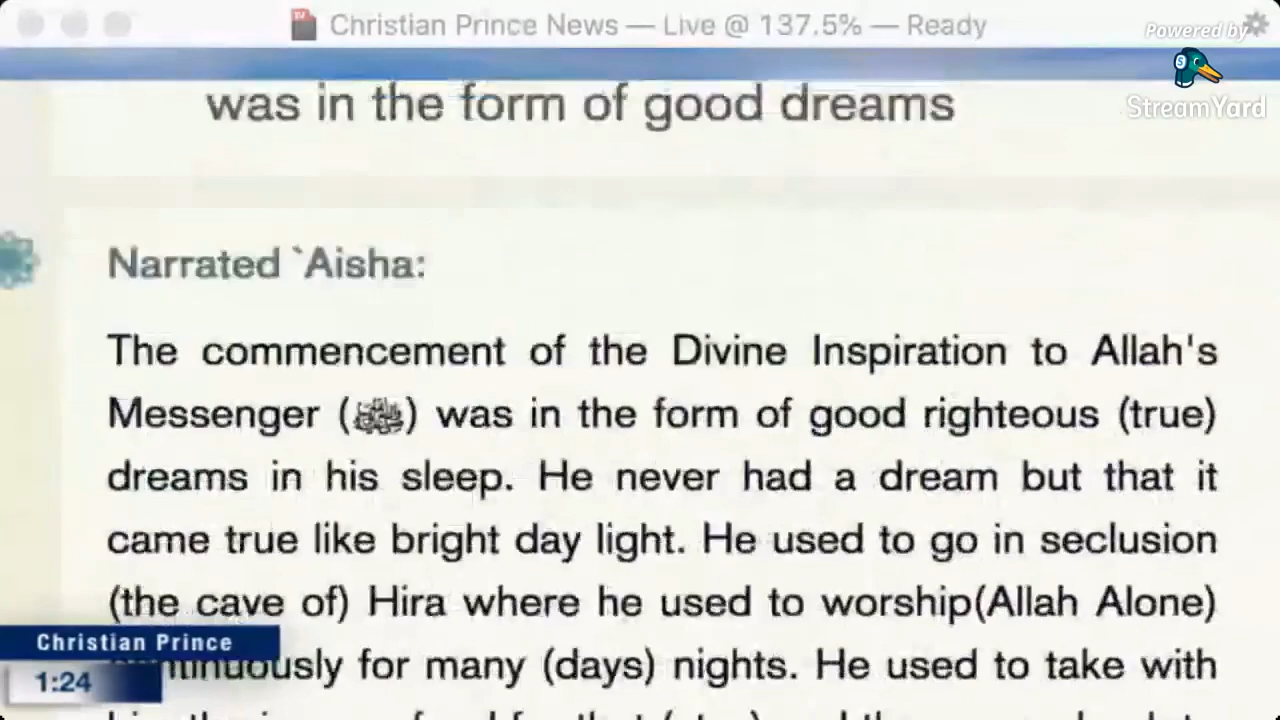 Christian Prince News — Live @ 137.5% — Ready
Powered by
StreamYard
was in the form of good dreams
Narrated `Aisha:
The commencement of the Divine Inspiration to Allah's
Messenger (ﷺ) was in the form of good righteous (true)
dreams in his sleep. He never had a dream but that it
came true like bright day light. He used to go in seclusion
(the cave of) Hira where he used to worship(Allah Alone)
for many (days) nights. He used to take with
Christian Prince
1:24